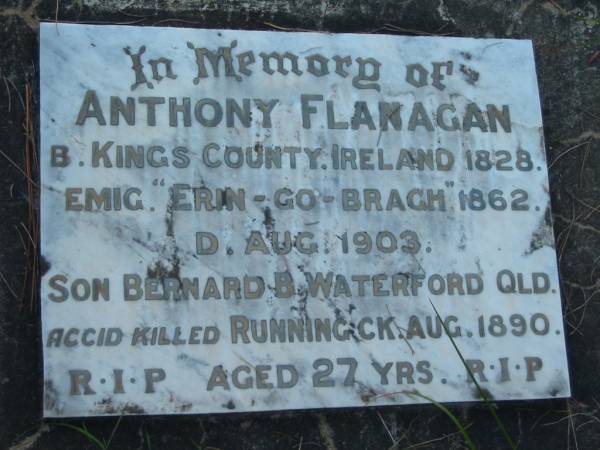 In Memory of
ANTHONY FLANAGAN
B. KINGS COUNTY. IRELAND 1828.
EMIG. "ERIN-GO-BRAGH" 1862.
D. AUG 1903.
SON BERNARD B. WATERFORD QLD.
ACCID KILLED RUNNING CK. AUG. 1890.
R.I.P AGED 27 YRS. R.I.P